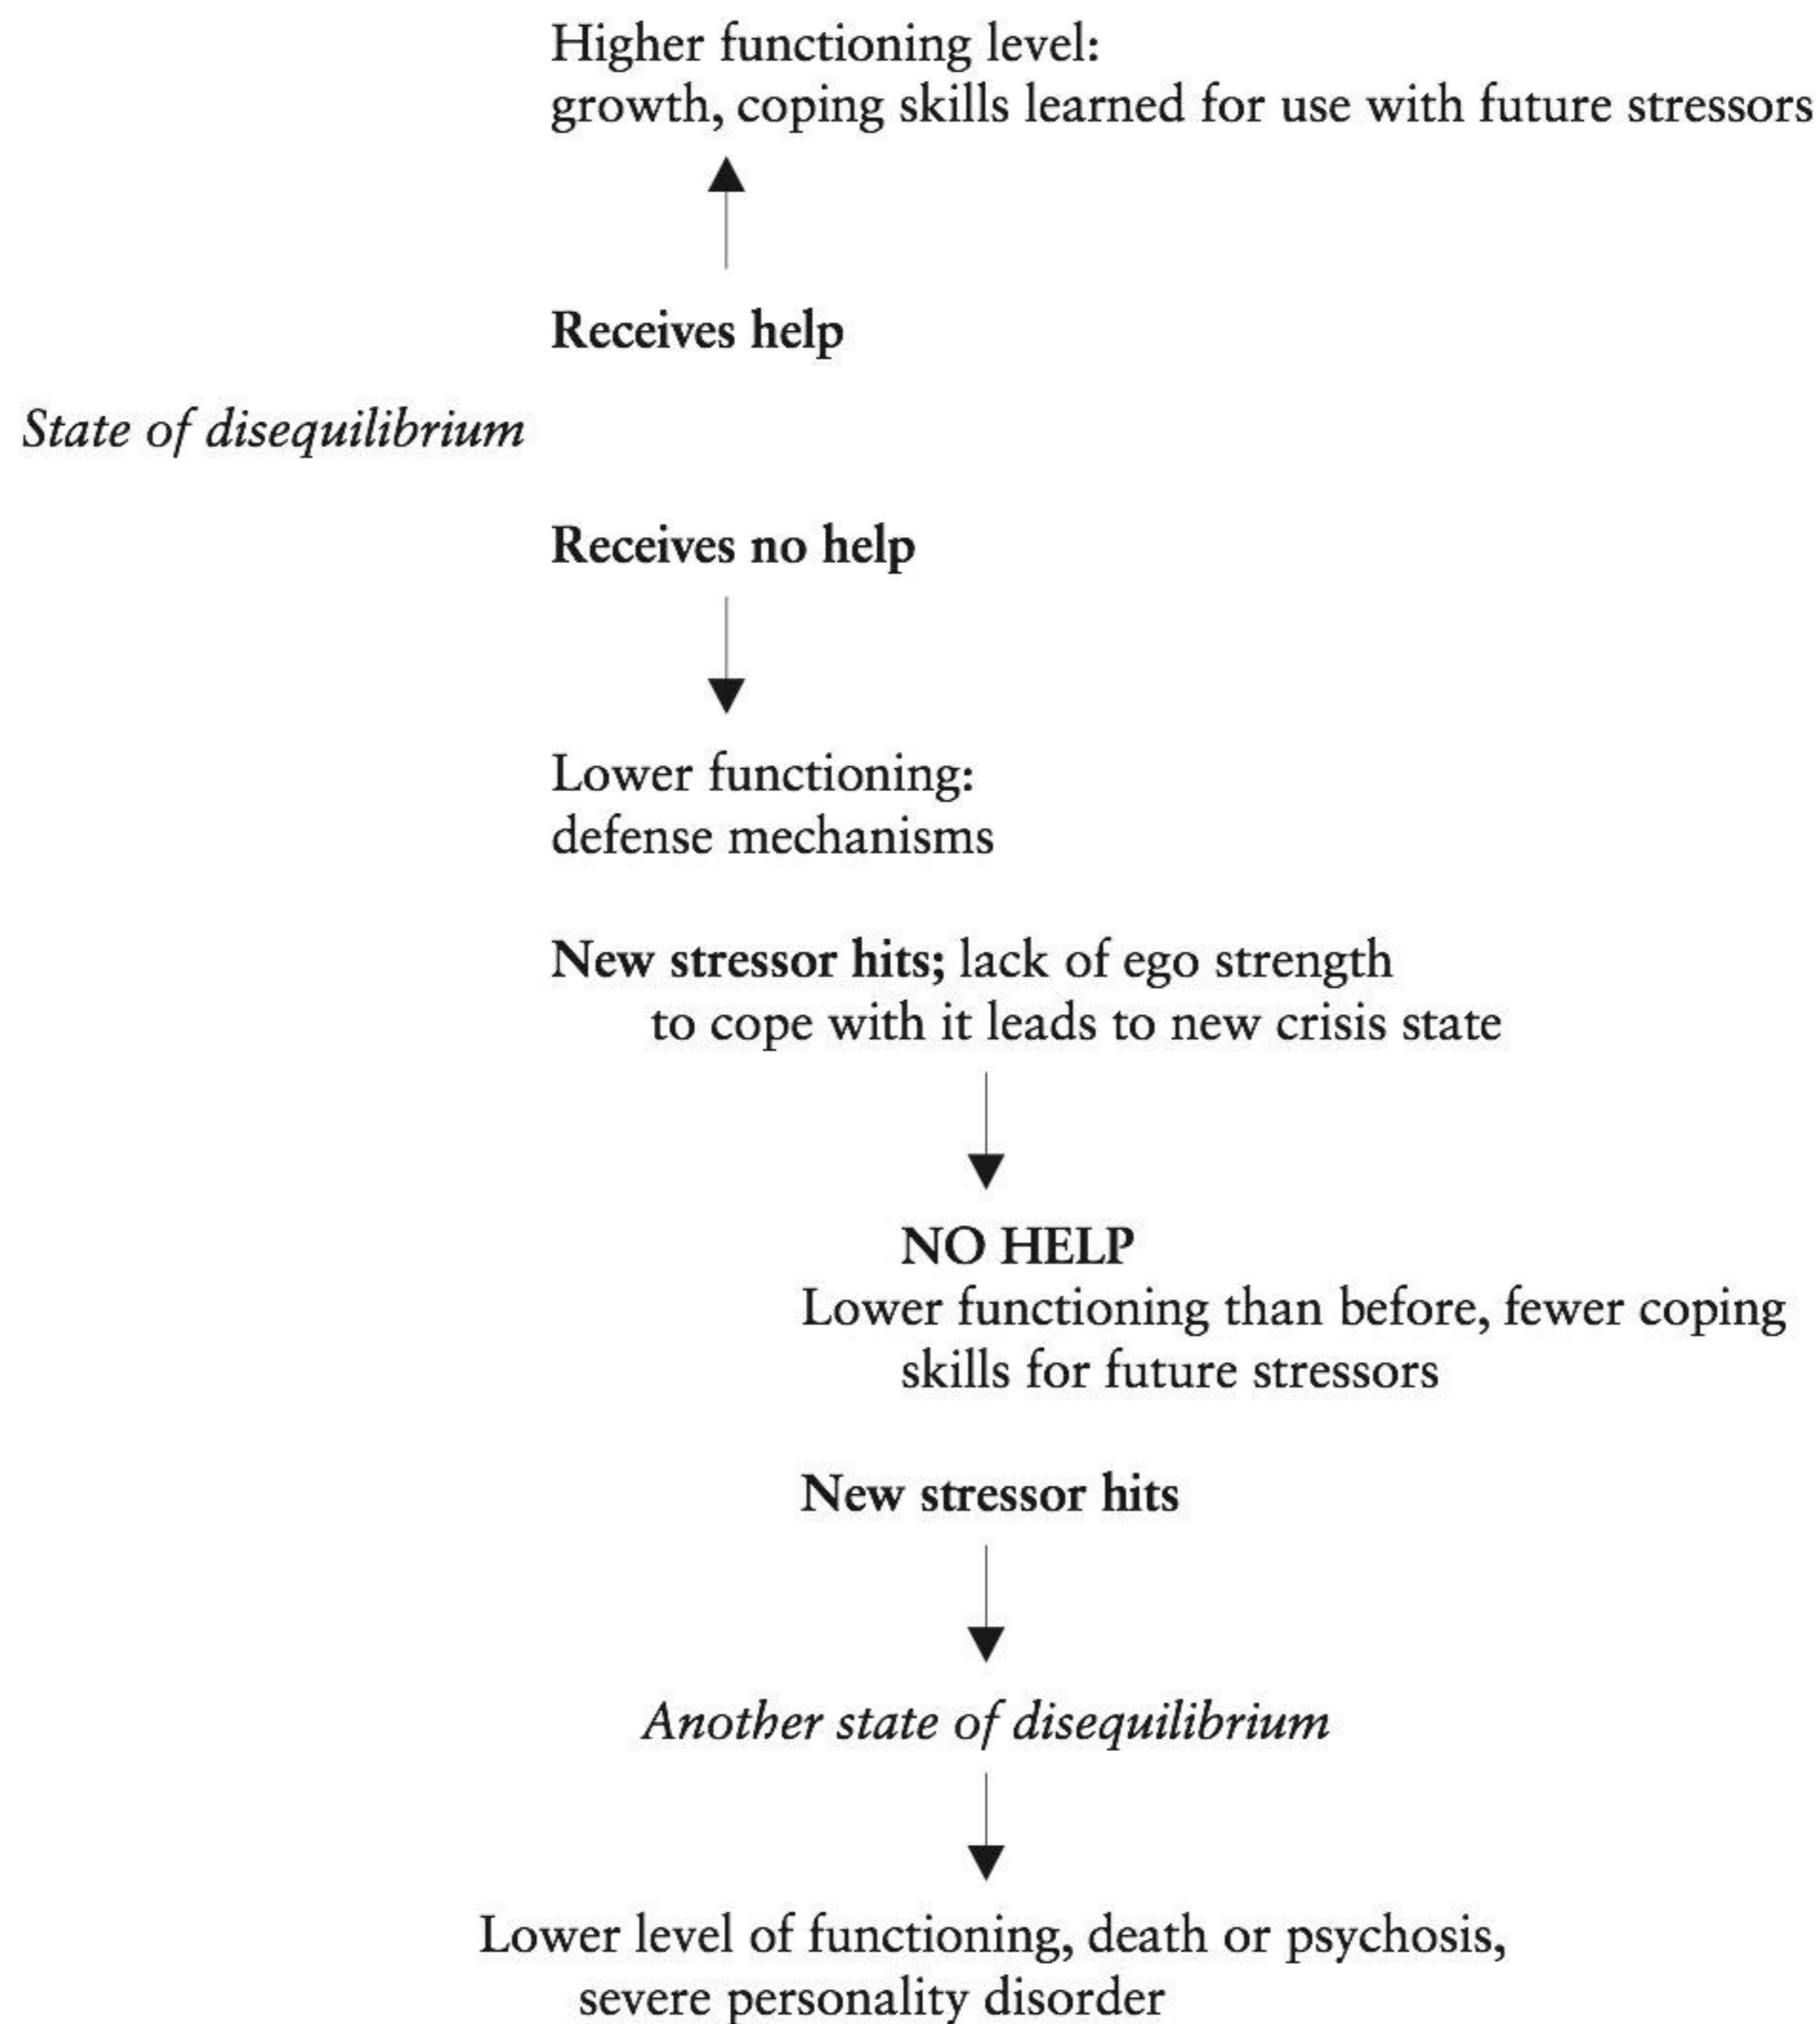 Higher functioning level:
growth, coping skills learned for use with future stressors
Receives help
State of disequilibrium
Receives no help
Lower functioning:
defense mechanisms
New stressor hits; lack of ego strength
to cope with it leads to new crisis state
NO HELP
Lower functioning than before, fewer coping
skills for future stressors
New stressor hits
Another state of disequilibrium
Lower level of functioning, death or psychosis,
severe personality disorder